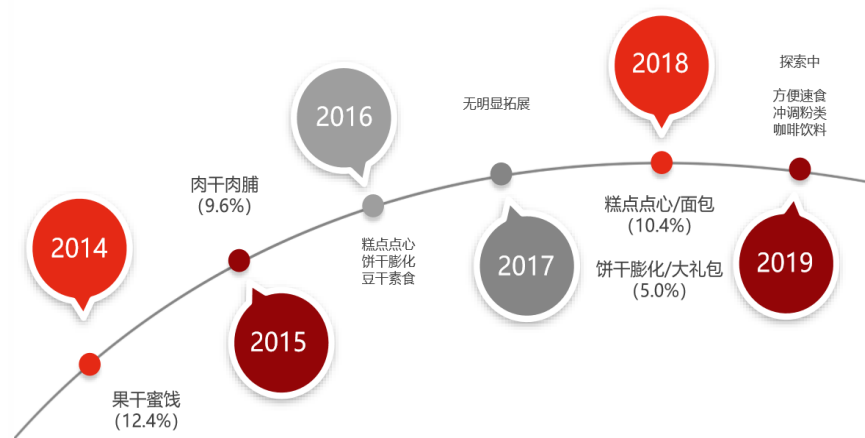 2014
果干蜜饯
(12.4%)
肉干肉脯
(9.6%)
2015
2016
糕点点心
饼干膨化
豆干素食
无明显拓展
2017
2018
糕点点心/面包
(10.4%)
饼干膨化/大礼包
(5.0%)
探索中
方便速食
冲调粉类
咖啡饮料
2019